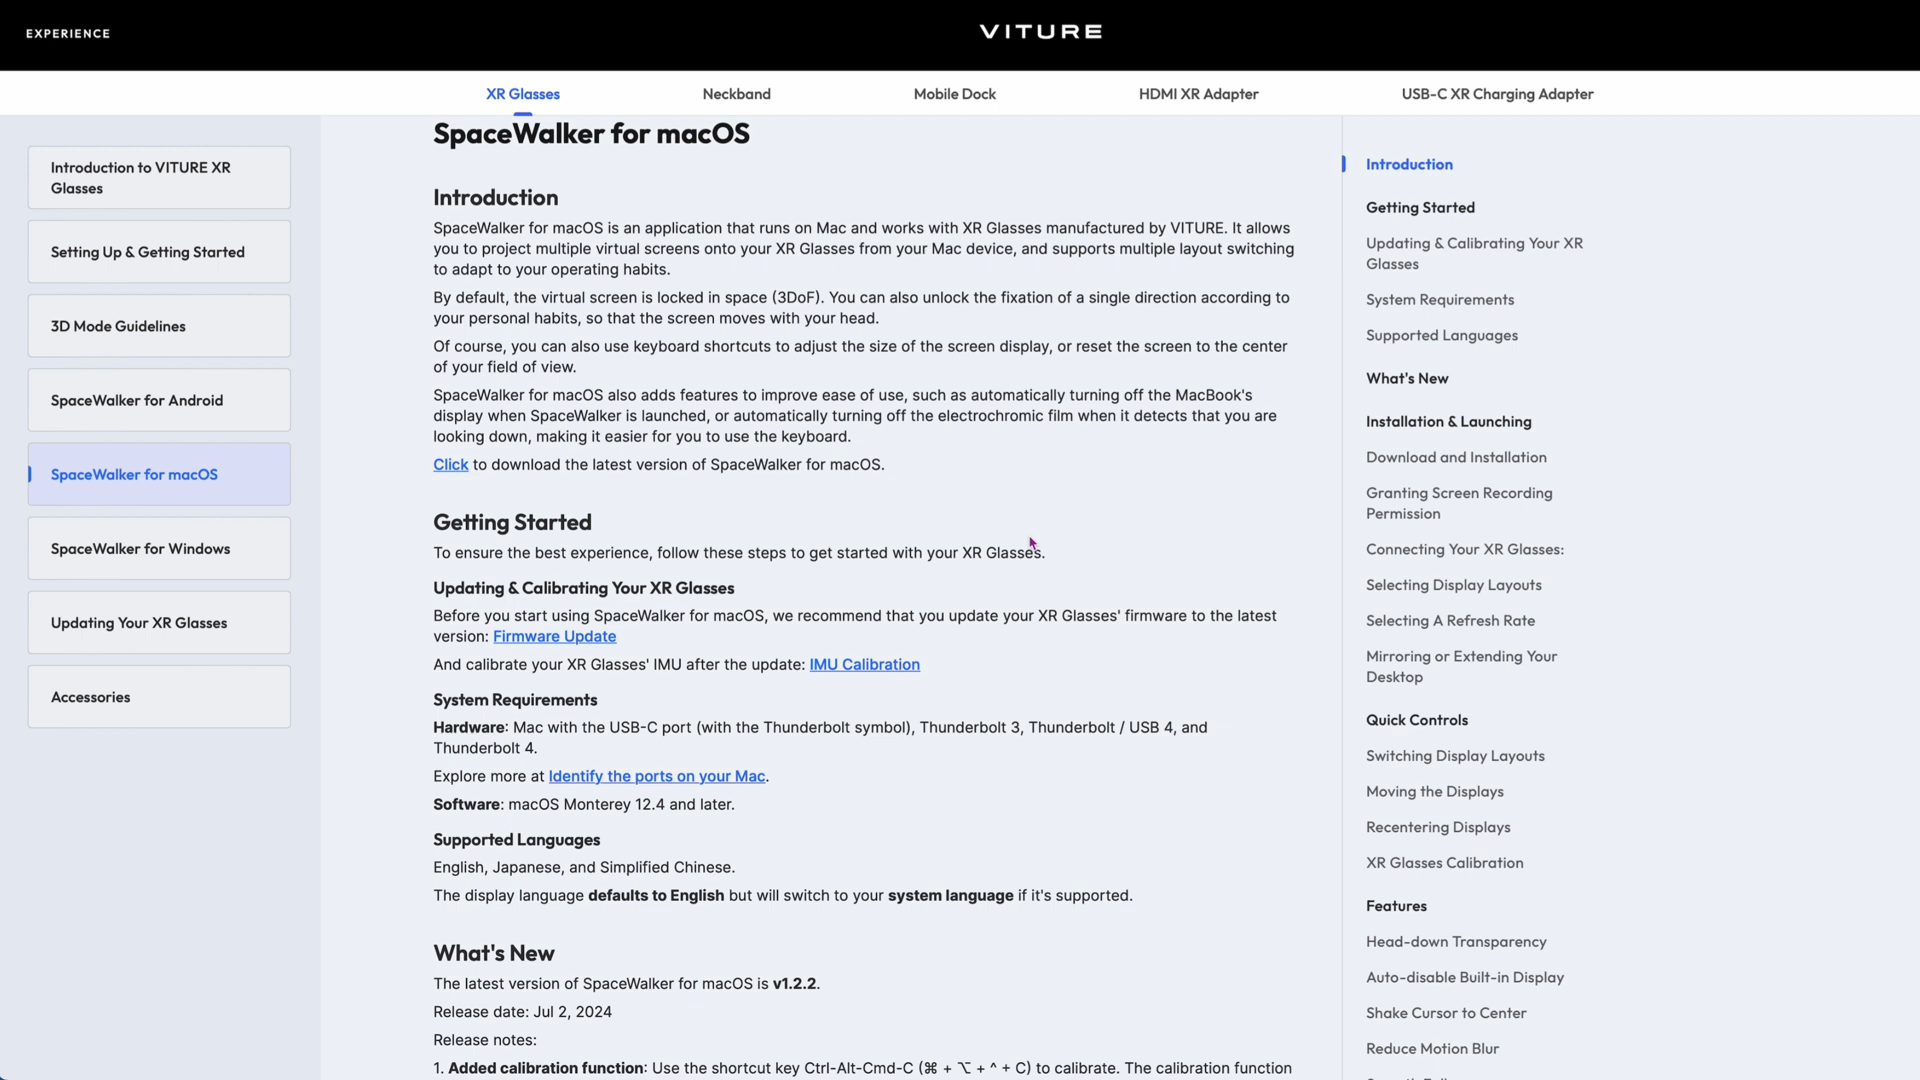 EXPERIENCE
VITURE
XR Glasses
Neckband
Mobile Dock
HDMI XR Adapter
USB-C XR Charging Adapter
Introduction to VITURE XR
Glasses
Setting Up & Getting Started
3D Mode Guidelines
SpaceWalker for Android
SpaceWalker for macOS
SpaceWalker for Windows
Updating Your XR Glasses
Accessories
SpaceWalker for macOS
Introduction
SpaceWalker for macOS is an application that runs on Mac and works with XR Glasses manufactured by VITURE. It allows
you to project multiple virtual screens onto your XR Glasses from your Mac device, and supports multiple layout switching
to adapt to your operating habits.
By default, the virtual screen is locked in space (3DoF). You can also unlock the fixation of a single direction according to
your personal habits, so that the screen moves with your head.
Of course, you can also use keyboard shortcuts to adjust the size of the screen display, or reset the screen to the center
of your field of view.
SpaceWalker for macOS also adds features to improve ease of use, such as automatically turning off the MacBook's
display when SpaceWalker is launched, or automatically turning off the electrochromic film when it detects that you are
looking down, making it easier for you to use the keyboard.
Click to download the latest version of SpaceWalker for macOS.
Getting Started
To ensure the best experience, follow these steps to get started with your XR Glasses.
Updating & Calibrating Your XR Glasses
Before you start using SpaceWalker for macOS, we recommend that you update your XR Glasses' firmware to the latest
version: Firmware Update
And calibrate your XR Glasses' IMU after the update: IMU Calibration
System Requirements
Hardware: Mac with the USB-C port (with the Thunderbolt symbol), Thunderbolt 3, Thunderbolt / USB 4, and
Thunderbolt 4.
Explore more at Identify the ports on your Mac.
Software: macOS Monterey 12.4 and later.
Supported Languages
English, Japanese, and Simplified Chinese.
The display language defaults to English but will switch to your system language if it's supported.
What's New
The latest version of SpaceWalker for macOS is v1.2.2.
Release date: Jul 2, 2024
Release notes:
1. Added calibration function: Use the shortcut key Ctrl-Alt-Cmd-C (⌘ + ⌥ + ^ + C) to calibrate. The calibration function
Introduction
Getting Started
Updating & Calibrating Your XR
Glasses
System Requirements
Supported Languages
What's New
Installation & Launching
Download and Installation
Granting Screen Recording
Permission
Connecting Your XR Glasses:
Selecting Display Layouts
Selecting A Refresh Rate
Mirroring or Extending Your
Desktop
Quick Controls
Switching Display Layouts
Moving the Displays
Recentering Displays
XR Glasses Calibration
Features
Head-down Transparency
Auto-disable Built-in Display
Shake Cursor to Center
Reduce Motion Blur